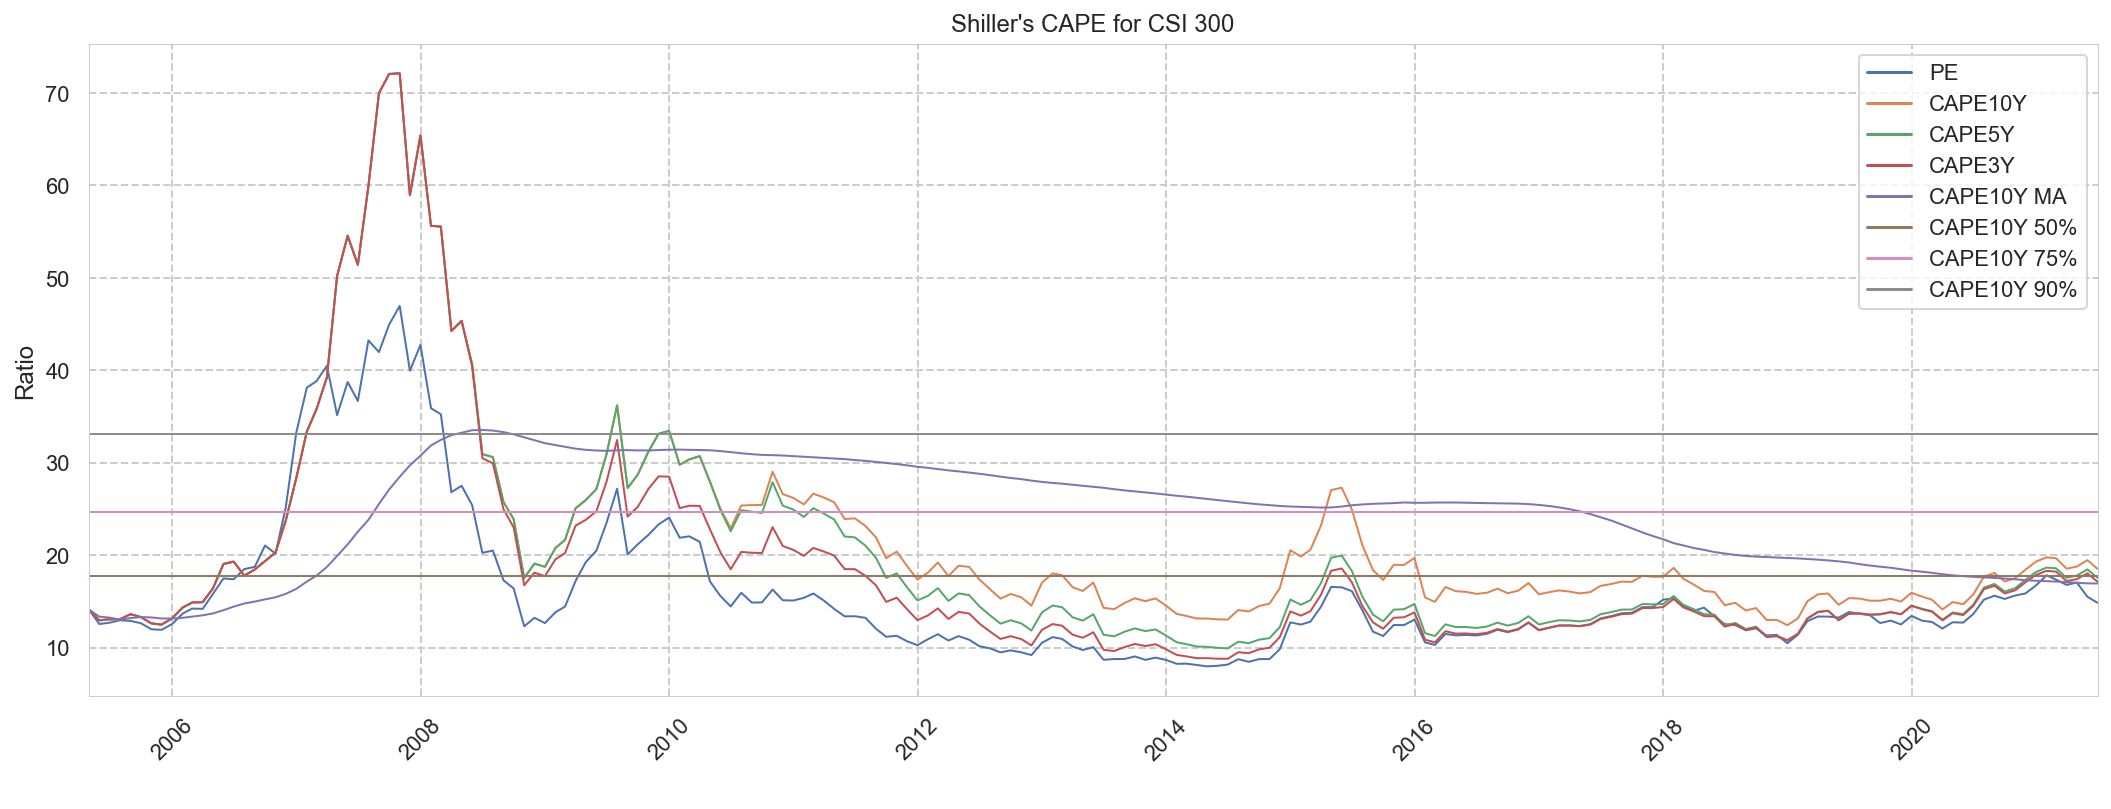 Shiller's CAPE for CSI 300
Ratio
70
60
50
40
30
20
10
2006
2008
2010
2012
2014
2016
2018
2020
PE
CAPE10Y
CAPE5Y
CAPE3Y
CAPE10Y MA
CAPE10Y 50%
CAPE10Y 75%
CAPE10Y 90%